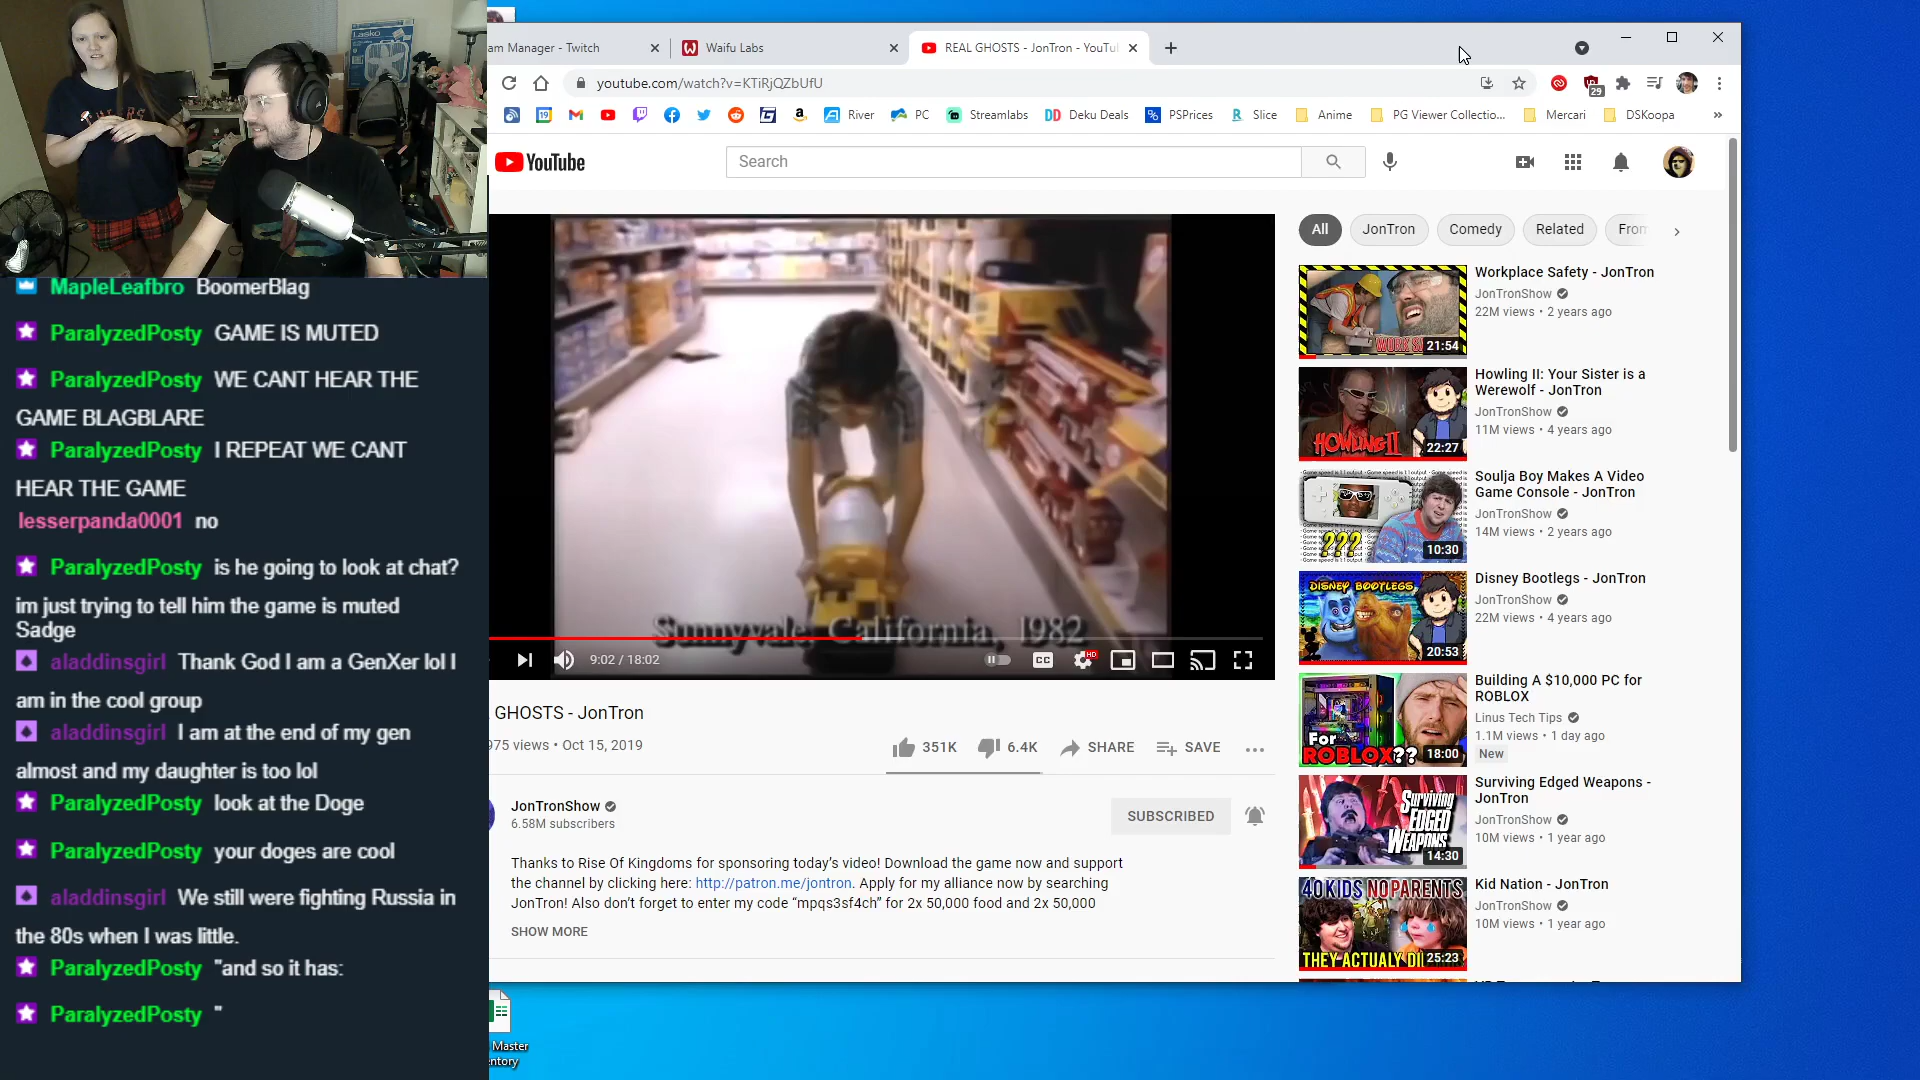 Lasko
MapleLeafbro BoomerBlag
ParalyzedPosty GAME IS MUTED
ParalyzedPosty WE CANT HEAR THE
GAME BLAGBLARE
ParalyzedPosty I REPEAT WE CANT
HEAR THE GAME
lesserpanda0001 no
ParalyzedPosty is he going to look at chat?
im just trying to tell him the game is muted
Sadge
aladdinsgirl Thank God I am a GenXer lol I
am in the cool group
aladdinsgirl I am at the end of my gen
almost and my daughter is too lol
ParalyzedPosty look at the Doge
ParalyzedPosty your doges are cool
aladdinsgirl We still were fighting Russia in
the 80s when I was little.
ParalyzedPosty "and so it has:
ParalyzedPosty "
am Manager - Twitch
Waifu Labs
REAL GHOSTS - JonTron - YouTu
youtube.com/watch?v=KTiRjQZbUfU
29
River
PC
Streamlabs
Deku Deals
PSPrices
Slice
Anime
PG Viewer Collectio...
Mercari
DSKoopa
»
YouTube
Search
Sunnyvale, California, 1982
9:02 / 18:02
CC
HD
GHOSTS - JonTron
975 views • Oct 15, 2019
351K
6.4K
SHARE
SAVE
JonTronShow
6.58M subscribers
SUBSCRIBED
Thanks to Rise Of Kingdoms for sponsoring today's video! Download the game now and support
the channel by clicking here: http://patron.me/jontron. Apply for my alliance now by searching
JonTron! Also don't forget to enter my code "mpqs3sf4ch" for 2x 50,000 food and 2x 50,000
SHOW MORE
All
JonTron
Comedy
Related
From
21:54
Workplace Safety - JonTron
JonTronShow
22M views • 2 years ago
HOWLING II
22:27
Howling II: Your Sister is a
Werewolf - JonTron
JonTronShow
11M views • 4 years ago
???
10:30
Soulja Boy Makes A Video
Game Console - JonTron
JonTronShow
14M views • 2 years ago
DISNEY BOOTLEGS
20:53
Disney Bootlegs - JonTron
JonTronShow
22M views • 4 years ago
For
ROBLOX??
18:00
Building A $10,000 PC for
ROBLOX
Linus Tech Tips
1.1M views • 1 day ago
New
SURVIVING
EDGED
WEAPONS
14:30
Surviving Edged Weapons -
JonTron
JonTronShow
10M views • 1 year ago
40 KIDS NO PARENTS
THEY ACTUALY DI
25:23
Kid Nation - JonTron
JonTronShow
10M views • 1 year ago
Master
entory